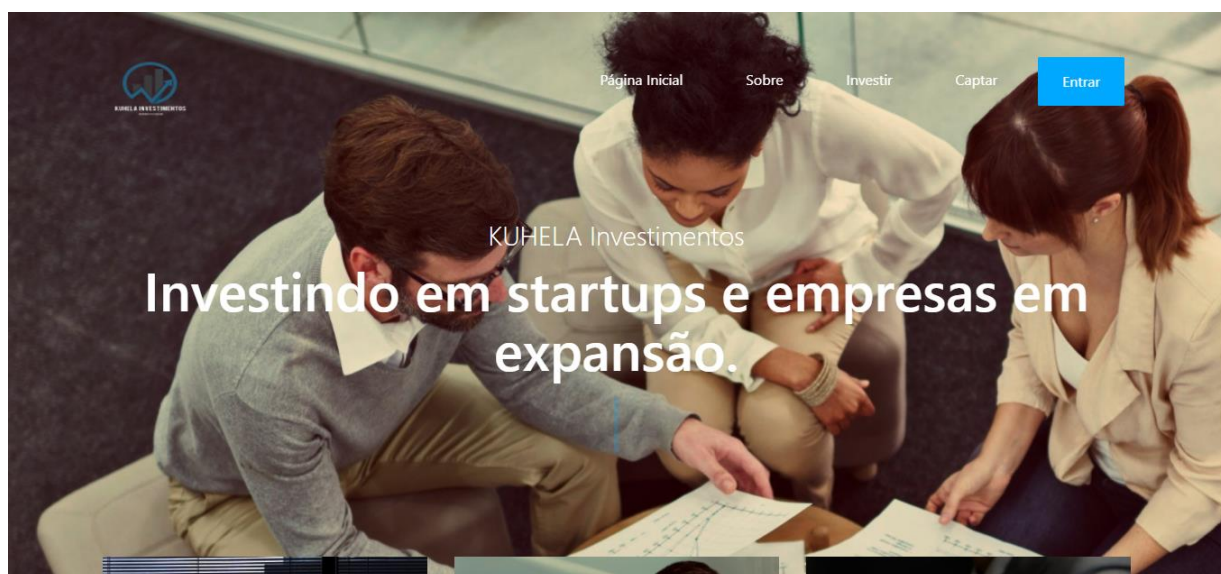 KUHELA INVESTIMENTOS
Página Inicial
Sobre
Investir
Captar
Entrar
KUHELA Investimentos
Investindo em startups e empresas em
expansão.